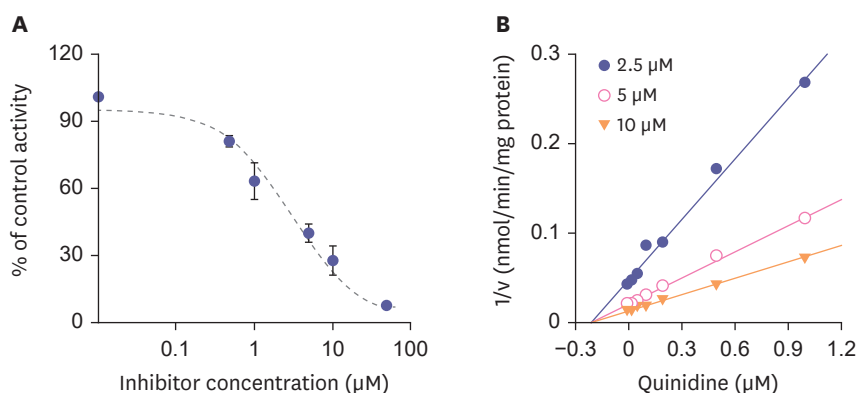 A
120
90
60
30
0
% of control activity
0.1
1
10
100
Inhibitor concentration (µM)
B
0.3
0.2
0.1
0
1/v (nmol/min/mg protein)
2.5 µM
5 µM
10 µM
−0.3
0
0.3
0.6
0.9
1.2
Quinidine (µM)